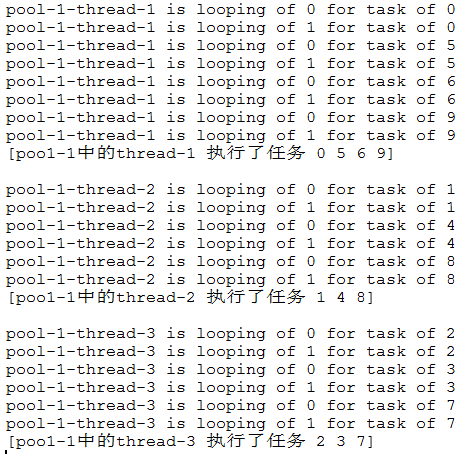 pool-1-thread-1 is looping of 0 for task of 0
pool-1-thread-1 is looping of 1 for task of 0
pool-1-thread-1 is looping of 0 for task of 5
pool-1-thread-1 is looping of 1 for task of 5
pool-1-thread-1 is looping of 0 for task of 6
pool-1-thread-1 is looping of 1 for task of 6
pool-1-thread-1 is looping of 0 for task of 9
pool-1-thread-1 is looping of 1 for task of 9
[pool-1中的thread-1 执行了任务 0 5 6 9]
pool-1-thread-2 is looping of 0 for task of 1
pool-1-thread-2 is looping of 1 for task of 1
pool-1-thread-2 is looping of 0 for task of 4
pool-1-thread-2 is looping of 1 for task of 4
pool-1-thread-2 is looping of 0 for task of 8
pool-1-thread-2 is looping of 1 for task of 8
[pool-1中的thread-2 执行了任务 1 4 8]
pool-1-thread-3 is looping of 0 for task of 2
pool-1-thread-3 is looping of 1 for task of 2
pool-1-thread-3 is looping of 0 for task of 3
pool-1-thread-3 is looping of 1 for task of 3
pool-1-thread-3 is looping of 0 for task of 7
pool-1-thread-3 is looping of 1 for task of 7
[pool-1中的thread-3 执行了任务 2 3 7]